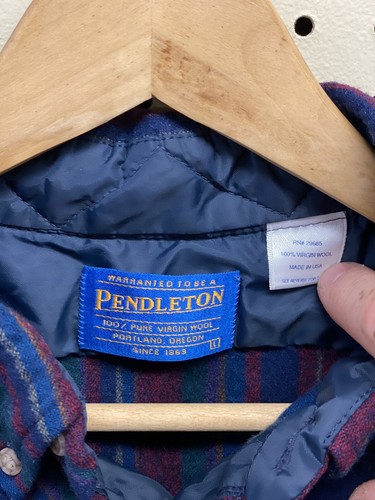 WARRANTED TO BE A
PENDLETON
100% PURE VIRGIN WOOL
PORTLAND, OREGON
SINCE 1863
L
100% VIRGIN WOOL
MADE IN USA